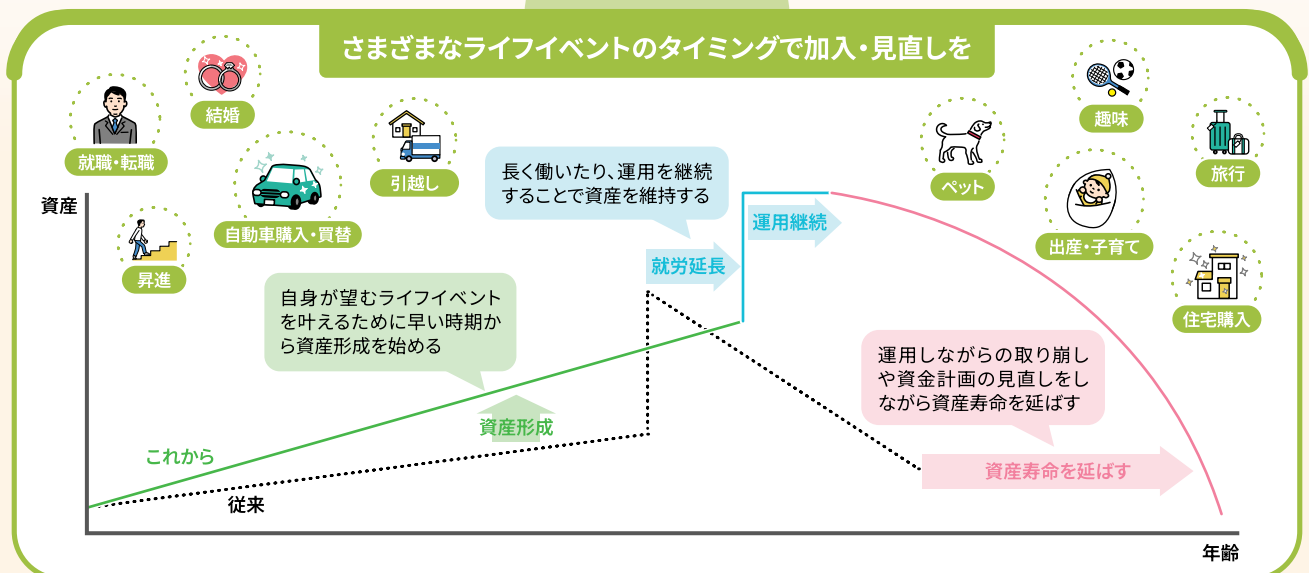 さまざまなライフイベントのタイミングで加入・見直しを
就職・転職
結婚
引越し
自動車購入・買替
昇進
ペット
趣味
旅行
出産・子育て
住宅購入
資産
長く働いたり、運用を継続
することで資産を維持する
運用継続
就労延長
自身が望むライフイベント
を叶えるために早い時期か
ら資産形成を始める
運用しながらの取り崩し
や資金計画の見直しをし
ながら資産寿命を延ばす
資産形成
これから
従来
資産寿命を延ばす
年齢